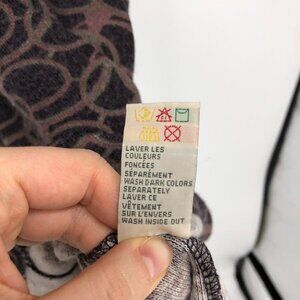 LAVER LES
COULEURS
FONCÉES
SÉPARÉMENT
WASH DARK COLORS
SEPARATELY
LAVER CE
VÊTEMENT
SUR L'ENVERS
WASH INSIDE OUT